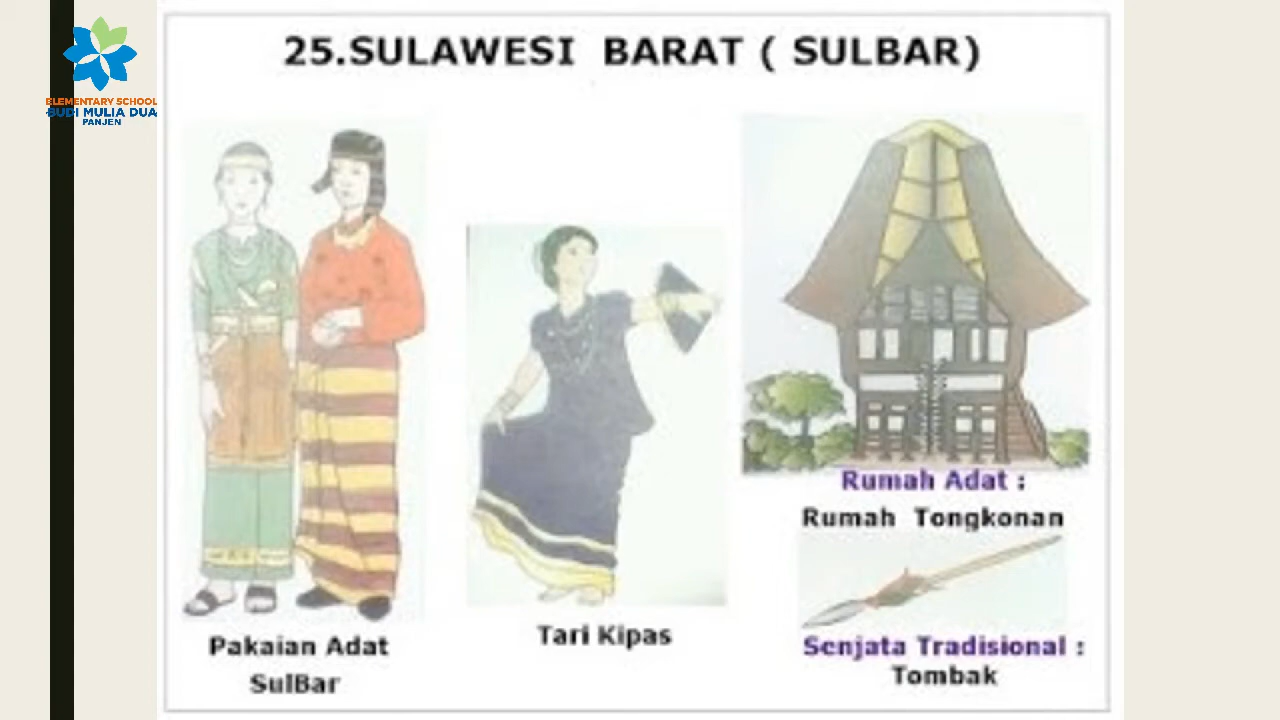 25.SULAWESI BARAT ( SULBAR)
ELEMENTARY SCHOOL
BUDI MULIA DUA
PANJEN
Pakaian Adat
SulBar
Tari Kipas
Rumah Adat :
Rumah Tongkonan
Senjata Tradisional :
Tombak